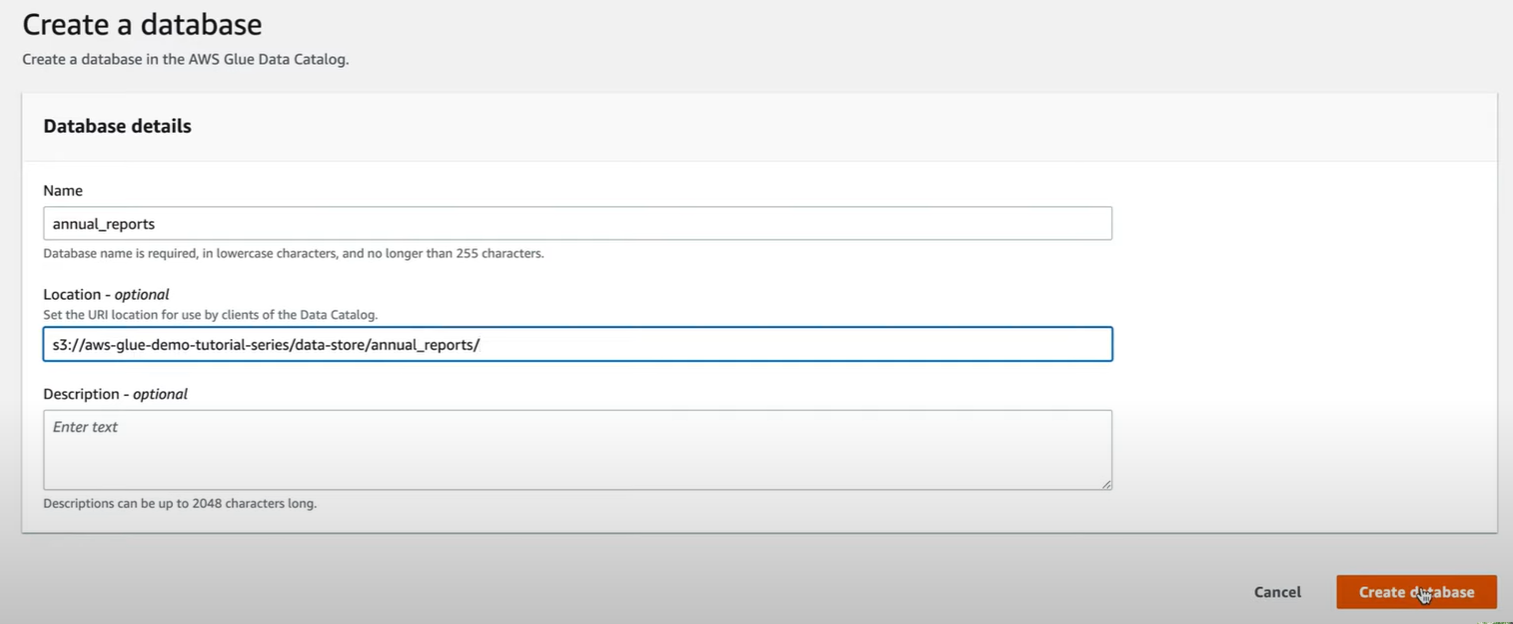 Create a database
Create a database in the AWS Glue Data Catalog.
Database details
Name
annual_reports
Database name is required, in lowercase characters, and no longer than 255 characters.
Location - optional
Set the URI location for use by clients of the Data Catalog.
s3://aws-glue-demo-tutorial-series/data-store/annual_reports/
Description - optional
Enter text
Descriptions can be up to 2048 characters long.
Cancel
Create database